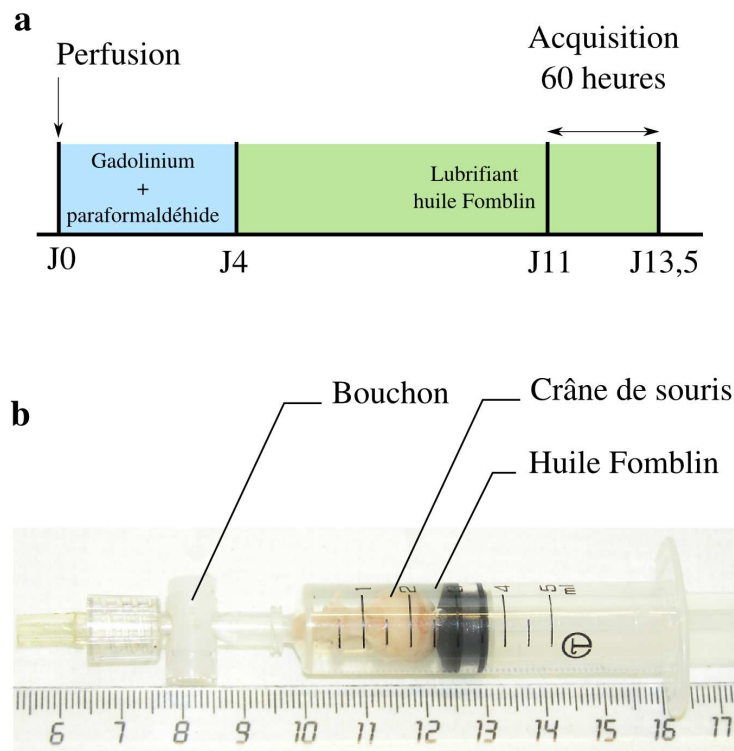 a
Perfusion
Acquisition
60 heures
Gadolinium
+
paraformaldéhide
Lubrifiant
huile Fomblin
J0
J4
J11
J13,5
b
Bouchon
Crâne de souris
Huile Fomblin
1
2
4
5
ml
6
7
8
9
10
11
12
13
14
15
16
17